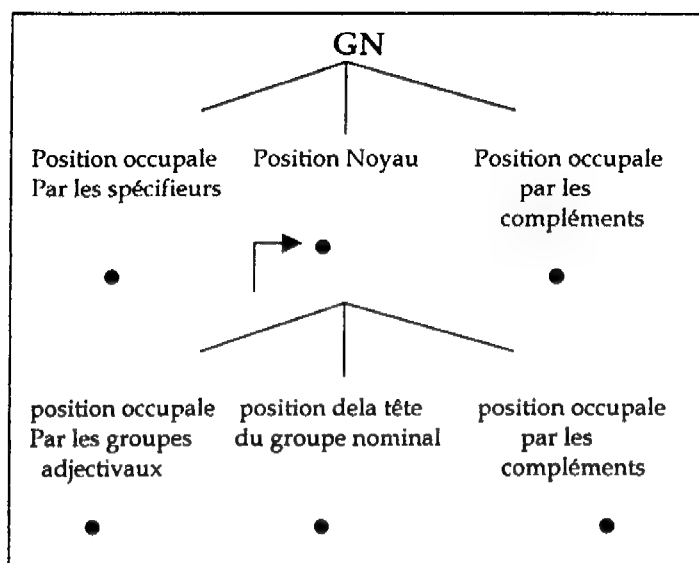 GN
Position occupale
Par les spécifieurs
Position Noyau
Position occupale
par les
compléments
position occupale
Par les groupes
adjectivaux
position dela tête
du groupe nominal
position occupale
par les
compléments